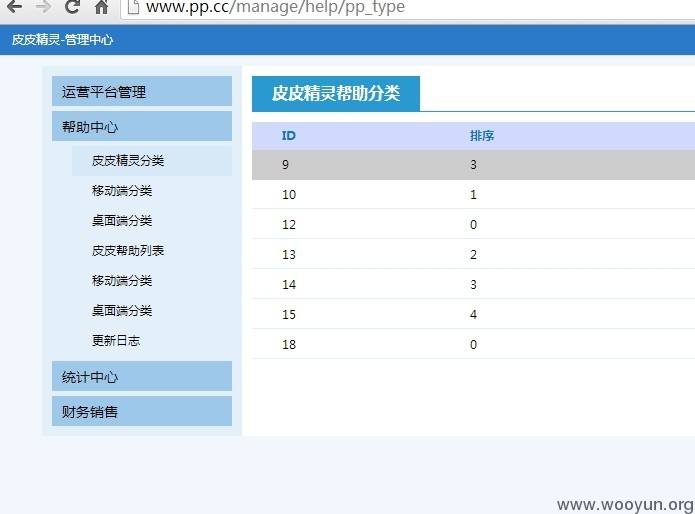 www.pp.cc/manage/help/pp_type
皮皮精灵-管理中心
运营平台管理
帮助中心
皮皮精灵分类
移动端分类
桌面端分类
皮皮帮助列表
移动端分类
桌面端分类
更新日志
统计中心
财务销售
皮皮精灵帮助分类
ID 排序
9 3
10 1
12 0
13 2
14 3
15 4
18 0
www.wooyun.org